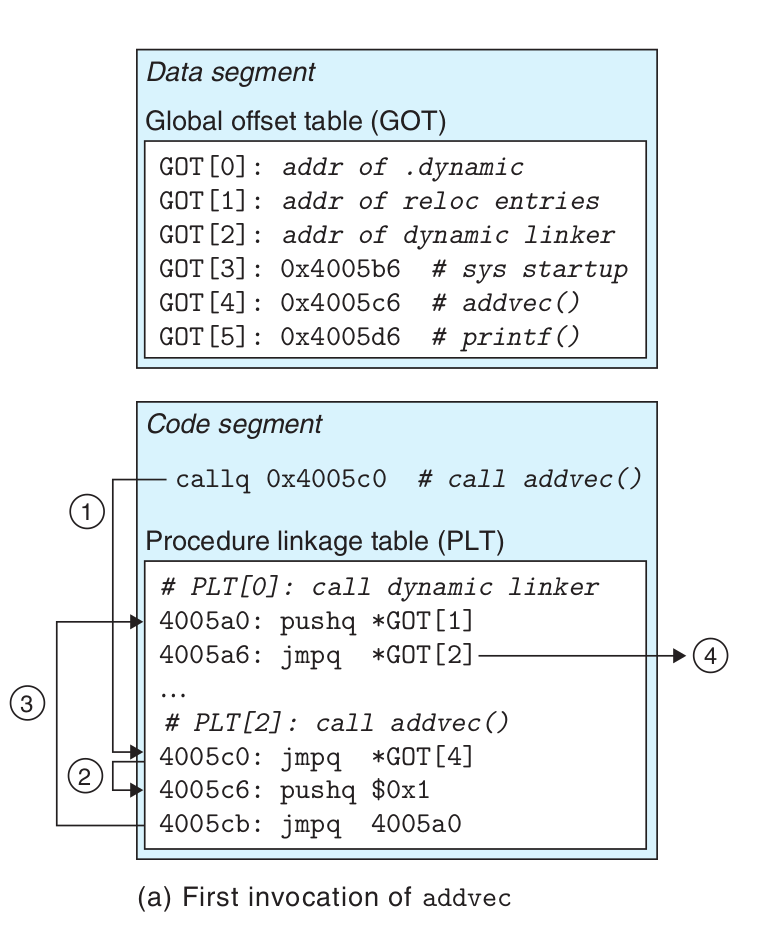 Data segment
Global offset table (GOT)
GOT[0]: addr of .dynamic
GOT[1]: addr of reloc entries
GOT[2]: addr of dynamic linker
GOT[3]: 0x4005b6 # sys startup
GOT[4]: 0x4005c6 # addvec()
GOT[5]: 0x4005d6 # printf()
Code segment
callq 0x4005c0 # call addvec()
1
Procedure linkage table (PLT)
# PLT[0]: call dynamic linker
4005a0: pushq *GOT[1]
4005a6: jmpq *GOT[2]
4
...
3
# PLT[2]: call addvec()
4005c0: jmpq *GOT[4]
2
4005c6: pushq $0x1
4005cb: jmpq 4005a0
(a) First invocation of addvec